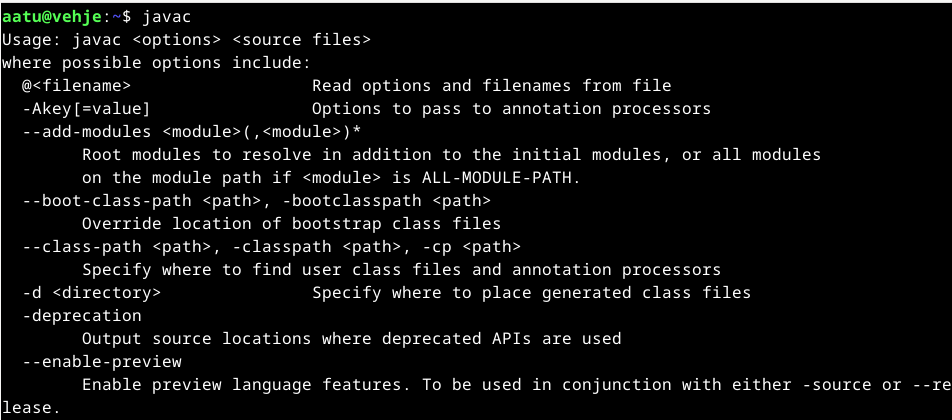 aatu@vehje:~$ javac
Usage: javac <options> <source files>
where possible options include:
  @<filename>                  Read options and filenames from file
  -Akey[=value]                Options to pass to annotation processors
  --add-modules <module>(,<module>)*
        Root modules to resolve in addition to the initial modules, or all modules
        on the module path if <module> is ALL-MODULE-PATH.
  --boot-class-path <path>, -bootclasspath <path>
        Override location of bootstrap class files
  --class-path <path>, -classpath <path>, -cp <path>
        Specify where to find user class files and annotation processors
  -d <directory>               Specify where to place generated class files
  -deprecation
        Output source locations where deprecated APIs are used
  --enable-preview
        Enable preview language features. To be used in conjunction with either -source or --re
lease.